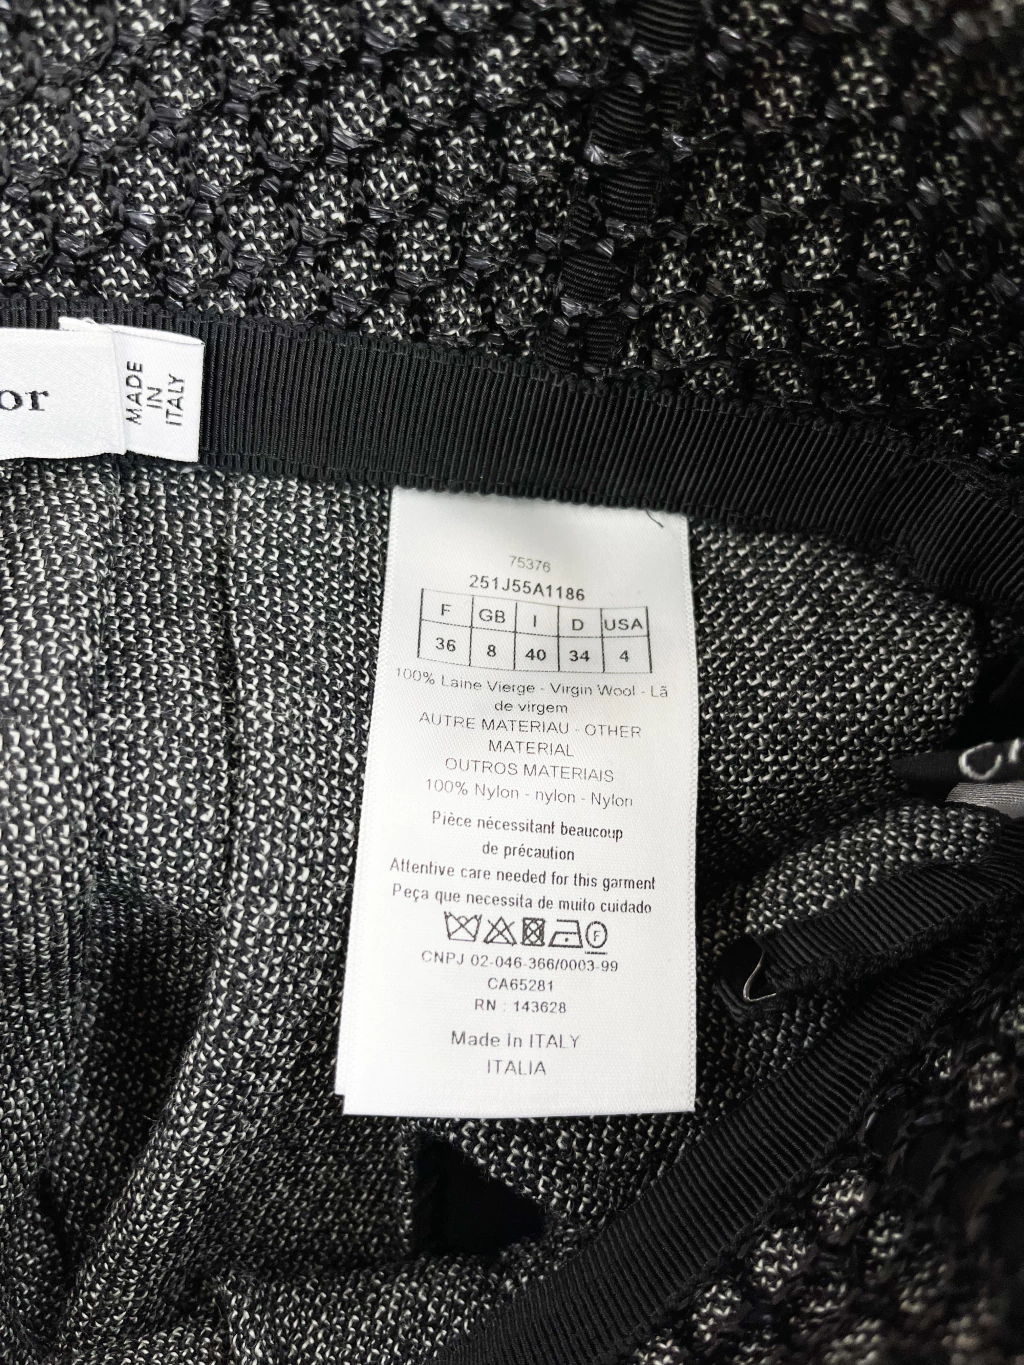 or
MADE
IN
ITALY
75376
251J55A1186
F GB I D USA
36 8 40 34 4
100% Laine Vierge - Virgin Wool - Lã
de virgem
AUTRE MATERIAU - OTHER
MATERIAL
OUTROS MATERIAIS
100% Nylon - nylon - Nylon
Pièce nécessitant beaucoup
de précaution
Attentive care needed for this garment
Peça que necessita de muito cuidado
F
CNPJ 02-046-366/0003-99
CA65281
RN : 143628
Made In ITALY
ITALIA